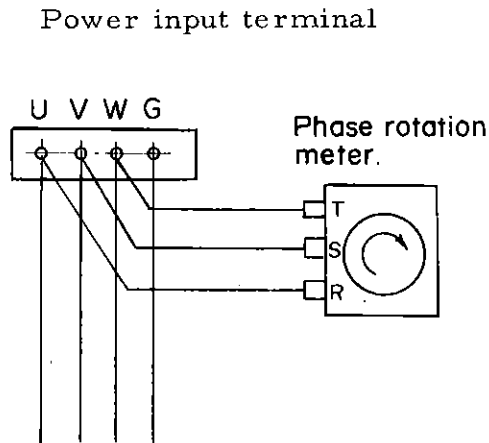 Power input terminal
U V W G
Phase rotation
meter.
T
S
R